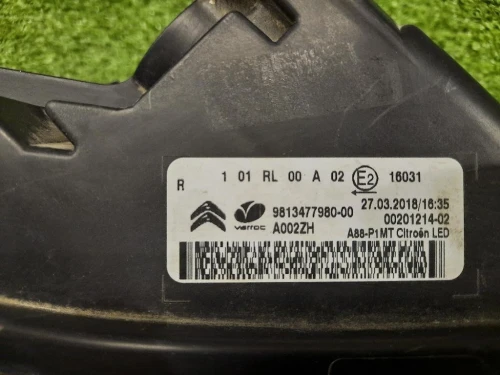 R 1 01 RL 00 A 02 E2 16031
9813477980-00 27.03.2018/16:35
varroc A002ZH 00201214-02
A88-P1MT Citroën LED